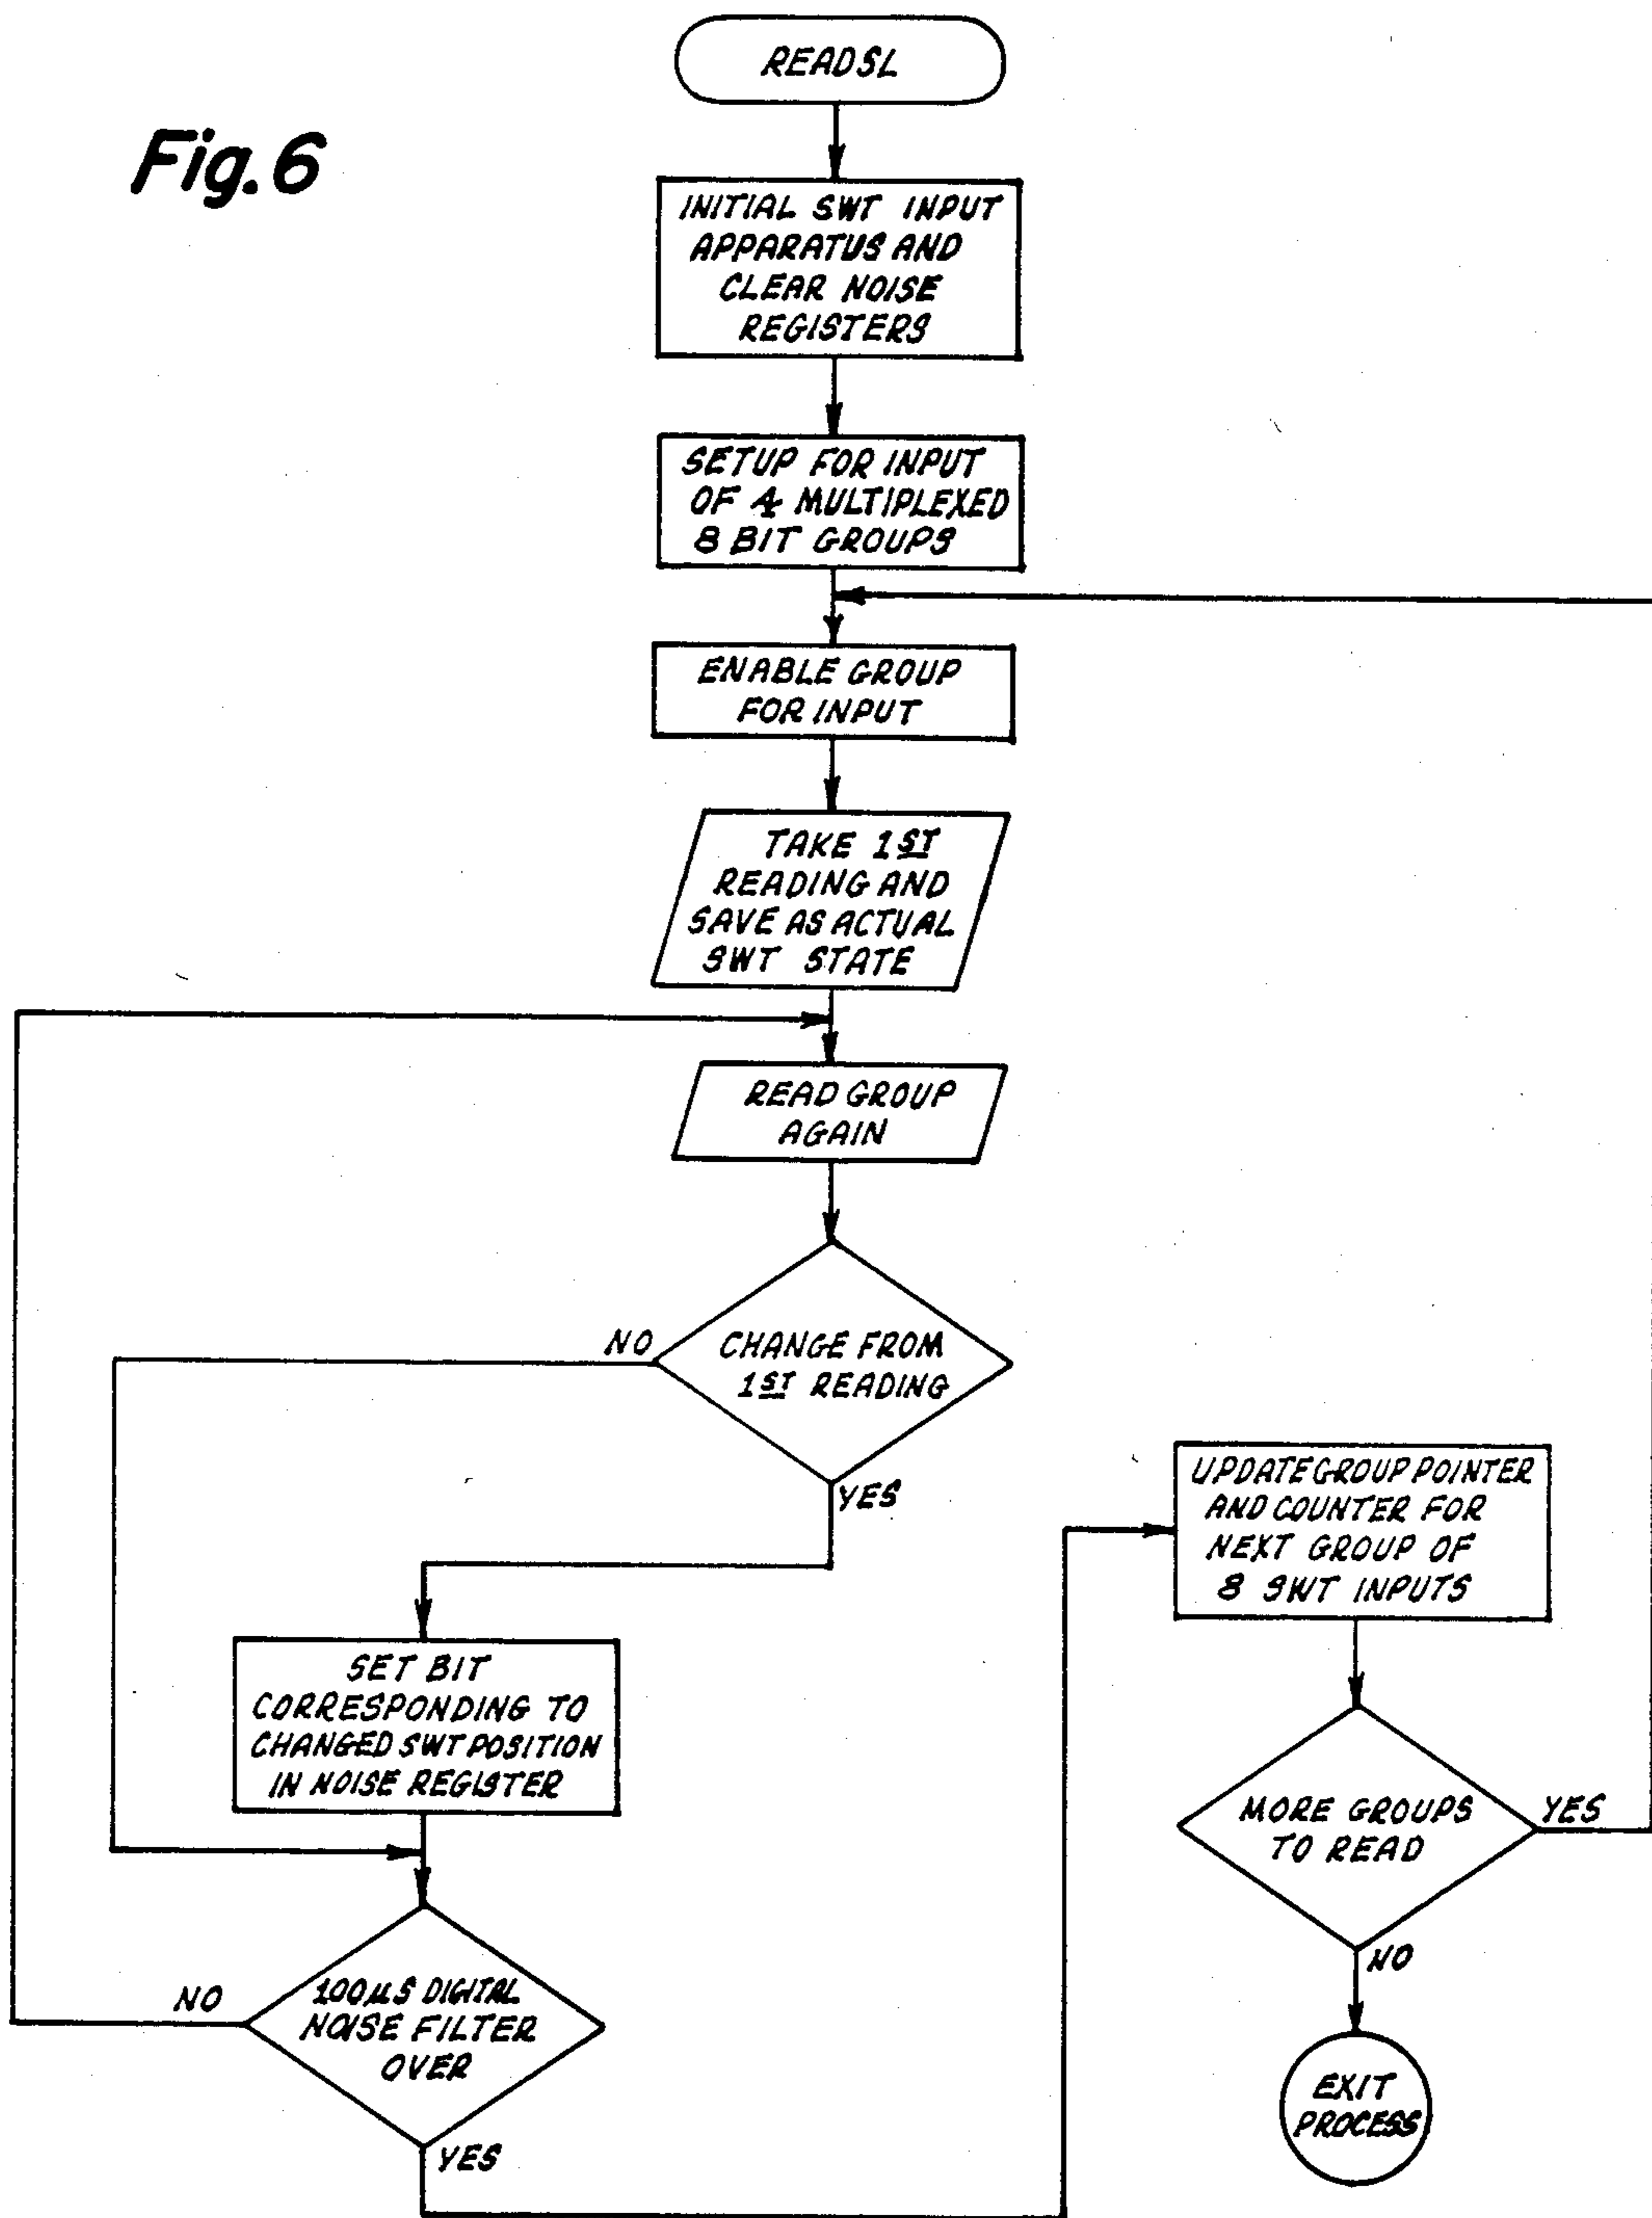 Fig. 6
READSL
INITIAL SWT INPUT
APPARATUS AND
CLEAR NOISE
REGISTERS
SETUP FOR INPUT
OF 4 MULTIPLEXED
8 BIT GROUPS
ENABLE GROUP
FOR INPUT
TAKE 1ST
READING AND
SAVE AS ACTUAL
SWT STATE
READ GROUP
AGAIN
NO
CHANGE FROM
1ST READING
YES
SET BIT
CORRESPONDING TO
CHANGED SWT POSITION
IN NOISE REGISTER
NO
100 µS DIGITAL
NOISE FILTER
OVER
YES
UPDATE GROUP POINTER
AND COUNTER FOR
NEXT GROUP OF
8 SWT INPUTS
MORE GROUPS
TO READ
YES
NO
EXIT
PROCESS